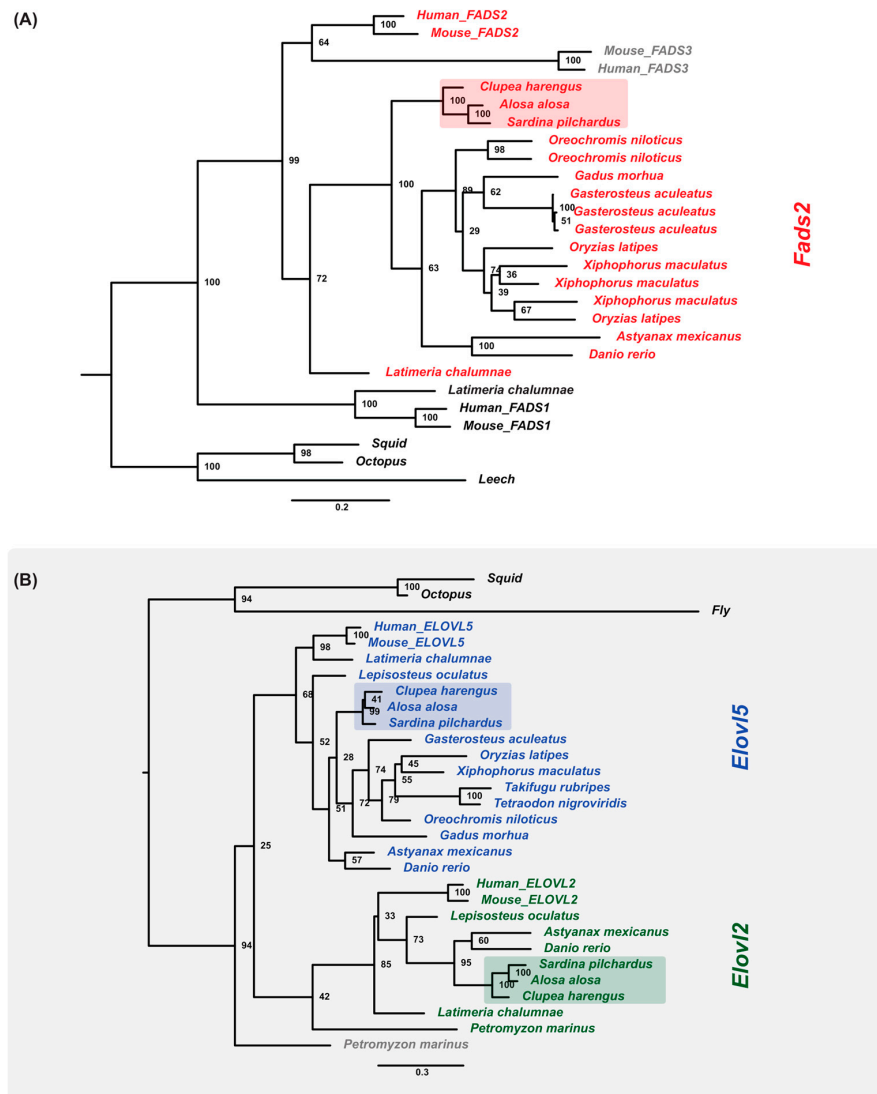 (A)
Human_FADS2
100
Mouse_FADS2
64
Mouse_FADS3
100
Human_FADS3
Clupea harengus
100
Alosa alosa
100
Sardina pilchardus
Oreochromis niloticus
98
Oreochromis niloticus
99
Gadus morhua
100
89
62
Gasterosteus aculeatus
100
Gasterosteus aculeatus
51
Gasterosteus aculeatus
29
Fads2
Oryzias latipes
63
74
Xiphophorus maculatus
36
72
Xiphophorus maculatus
100
39
Xiphophorus maculatus
67
Oryzias latipes
Astyanax mexicanus
100
Danio rerio
Latimeria chalumnae
Latimeria chalumnae
100
Human_FADS1
100
Mouse_FADS1
Squid
98
Octopus
100
Leech
0.2
(B)
Squid
100
Octopus
94
Fly
Human_ELOVL5
100
Mouse_ELOVL5
98
Latimeria chalumnae
Lepisosteus oculatus
68
Clupea harengus
41
Alosa alosa
99
Sardina pilchardus
52
Gasterosteus aculeatus
28
Oryzias latipes
74
45
Xiphophorus maculatus
55
Takifugu rubripes
100
79
72
Tetraodon nigroviridis
51
Oreochromis niloticus
Gadus morhua
Elovl5
25
Astyanax mexicanus
57
Danio rerio
Human_ELOVL2
100
Mouse_ELOVL2
33
Lepisosteus oculatus
Astyanax mexicanus
73
60
94
Danio rerio
95
Sardina pilchardus
85
100
Alosa alosa
100
Clupea harengus
Elovl2
42
Latimeria chalumnae
Petromyzon marinus
Petromyzon marinus
0.3